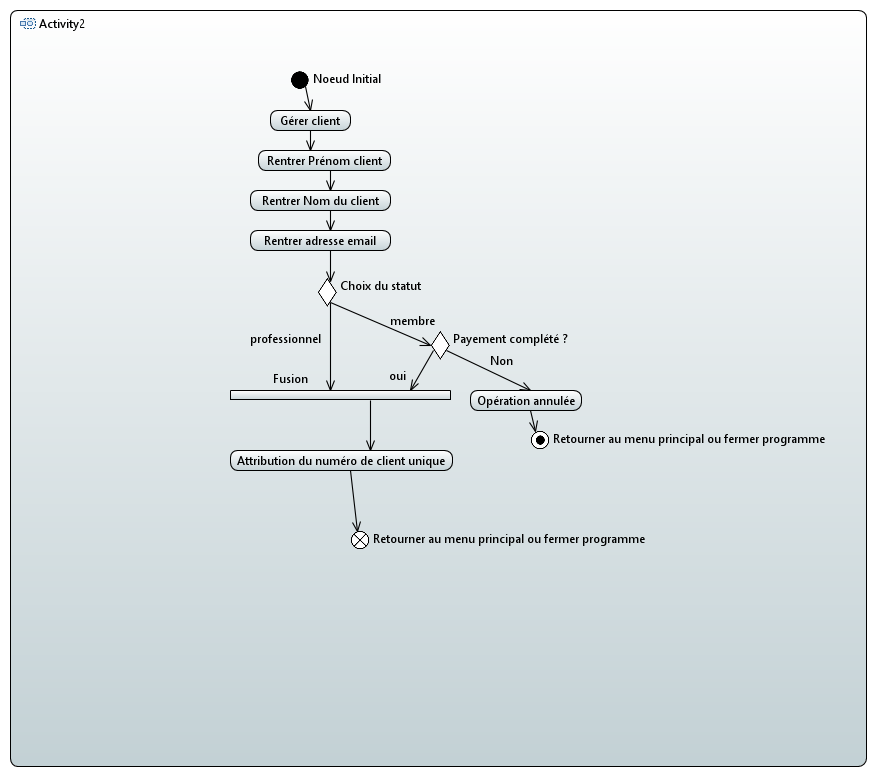 Activity2
Noeud Initial
Gérer client
Rentrer Prénom client
Rentrer Nom du client
Rentrer adresse email
Choix du statut
membre
professionnel
Payement complété ?
Non
oui
Fusion
Opération annulée
Retourner au menu principal ou fermer programme
Attribution du numéro de client unique
Retourner au menu principal ou fermer programme